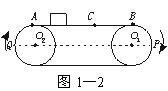 A C B
Q O₂ O₁ P
图 1—2